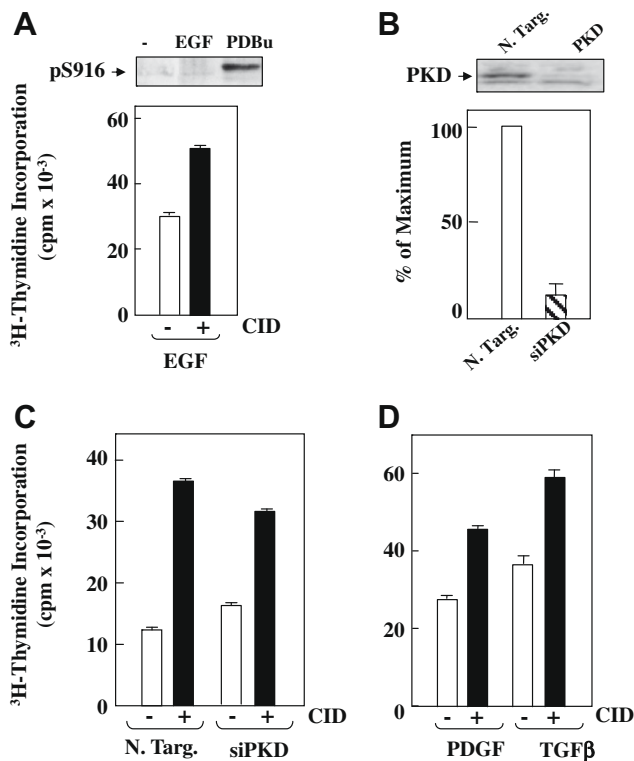 A
- EGF PDBu
pS916
³H-Thymidine Incorporation
(cpm x 10⁻³)
60
40
20
0
- + CID
EGF
B
N. Targ. PKD
PKD
% of Maximum
100
50
0
N. Targ. siPKD
C
³H-Thymidine Incorporation
(cpm x 10⁻³)
40
30
20
10
0
- + - + CID
N. Targ. siPKD
D
60
40
20
0
- + - + CID
PDGF TGFβ